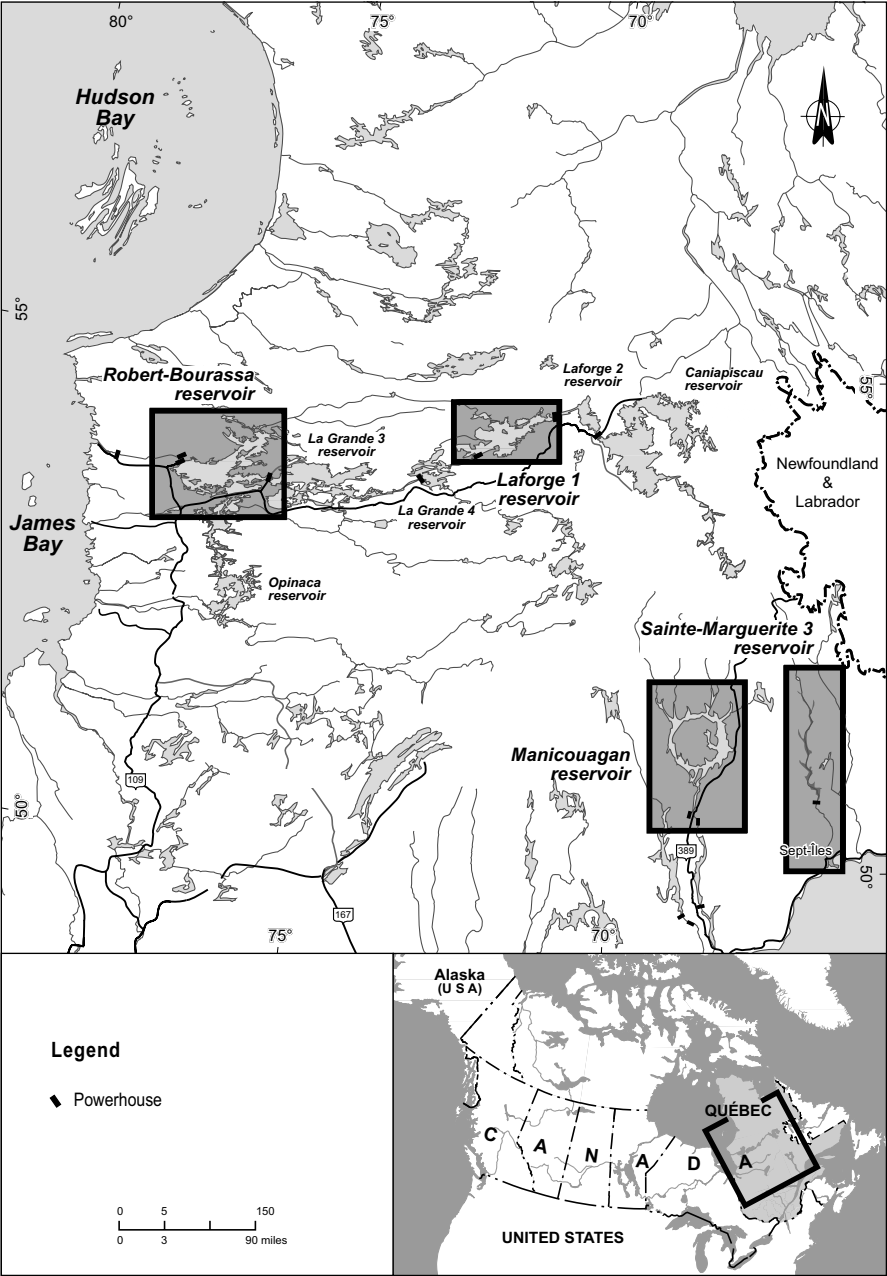 80°
75°
70°
Hudson
Bay
N
55°
Robert-Bourassa
reservoir
Laforge 2
reservoir
Caniapiscau
reservoir
55°
La Grande 3
reservoir
Newfoundland
&
Labrador
Laforge 1
reservoir
La Grande 4
reservoir
James
Bay
Opinaca
reservoir
Sainte-Marguerite 3
reservoir
Manicouagan
reservoir
109
50°
389
Sept-Îles
50°
167
75°
70°
Legend
Powerhouse
0 5 150
0 3 90 miles
Alaska
(U S A)
QUÉBEC
C A N A D A
UNITED STATES